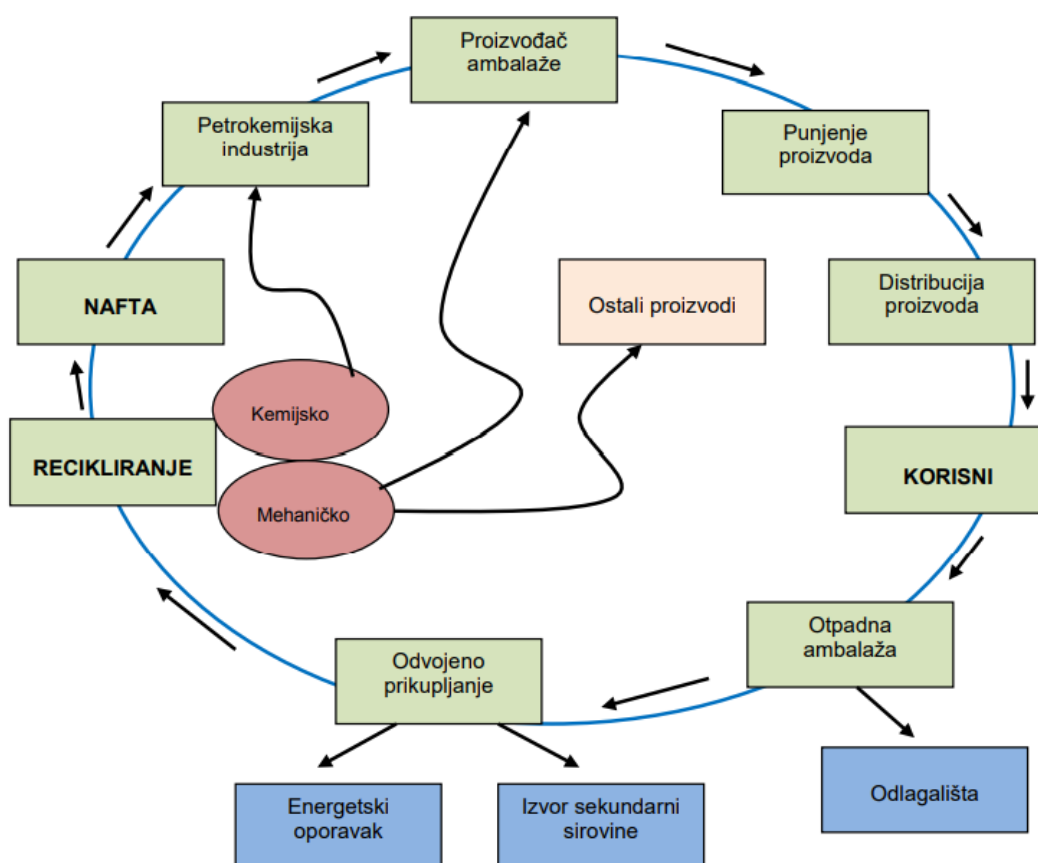 Proizvođač
ambalaže
Petrokemijska
industrija
Punjenje
proizvoda
NAFTA
Ostali proizvodi
Distribucija
proizvoda
Kemijsko
RECIKLIRANJE
KORISNI
Mehaničko
Otpadna
ambalaža
Odvojeno
prikupljanje
Energetski
oporavak
Izvor sekundarni
sirovine
Odlagališta